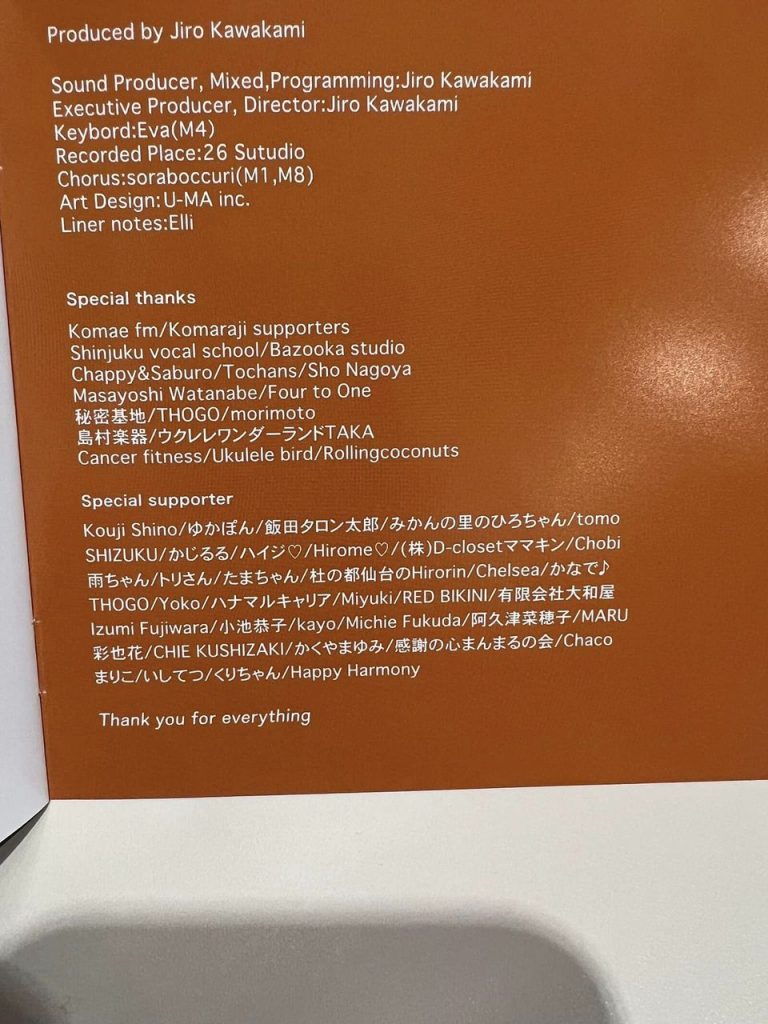 Produced by Jiro Kawakami
Sound Producer, Mixed,Programming:Jiro Kawakami
Executive Producer, Director:Jiro Kawakami
Keybord:Eva(M4)
Recorded Place:26 Sutudio
Chorus:soraboccuri(M1,M8)
Art Design:U-MA inc.
Liner notes:Elli
Special thanks
Komae fm/Komaraji supporters
Shinjuku vocal school/Bazooka studio
Chappy&Saburo/Tochans/Sho Nagoya
Masayoshi Watanabe/Four to One
秘密基地/THOGO/morimoto
島村楽器/ウクレレワンダーランドTAKA
Cancer fitness/Ukulele bird/Rollingcoconuts
Special supporter
Kouji Shino/ゆかぽん/飯田タロン太郎/みかんの里のひろちゃん/tomo
SHIZUKU/かじるる/ハイジ♡/Hirome♡/(株)D-closetママキン/Chobi
雨ちゃん/トリさん/たまちゃん/杜の都仙台のHirorin/Chelsea/かなで♪
THOGO/Yoko/ハナマルキャリア/Miyuki/RED BIKINI/有限会社大和屋
Izumi Fujiwara/小池恭子/kayo/Michie Fukuda/阿久津菜穂子/MARU
彩也花/CHIE KUSHIZAKI/かくやまゆみ/感謝の心まんまるの会/Chaco
まりこ/いしてつ/くりちゃん/Happy Harmony
Thank you for everything